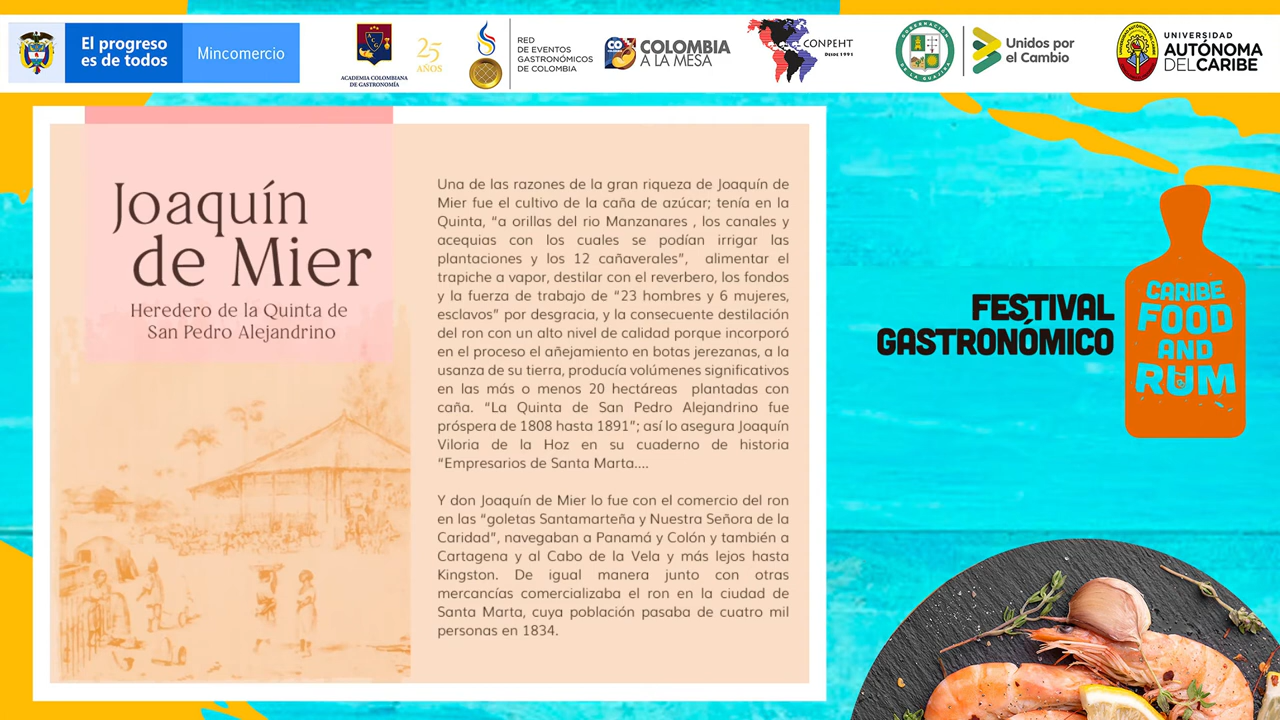 El progreso
es de todos
Mincomercio
ACG
ACADEMIA COLOMBIANA
DE GASTRONOMÍA
25
AÑOS
RED
DE EVENTOS
GASTRONÓMICOS
DE COLOMBIA
CO
COLOMBIA
A LA MESA
CONPEHT
DESDE 1991
GOBERNACIÓN
DE LA GUAJIRA
Unidos por
el Cambio
UNIVERSIDAD
AUTÓNOMA
DEL CARIBE
Joaquín
de Mier
Heredero de la Quinta de
San Pedro Alejandrino
Una de las razones de la gran riqueza de Joaquín de
Mier fue el cultivo de la caña de azúcar; tenía en la
Quinta, “a orillas del rio Manzanares , los canales y
acequias con los cuales se podían irrigar las
plantaciones y los 12 cañaverales”, alimentar el
trapiche a vapor, destilar con el reverbero, los fondos
y la fuerza de trabajo de “23 hombres y 6 mujeres,
esclavos” por desgracia, y la consecuente destilación
del ron con un alto nivel de calidad porque incorporó
en el proceso el añejamiento en botas jerezanas, a la
usanza de su tierra, producía volúmenes significativos
en las más o menos 20 hectáreas plantadas con
caña. “La Quinta de San Pedro Alejandrino fue
próspera de 1808 hasta 1891”; así lo asegura Joaquín
Viloria de la Hoz en su cuaderno de historia
“Empresarios de Santa Marta....
Y don Joaquín de Mier lo fue con el comercio del ron
en las “goletas Santamarteña y Nuestra Señora de la
Caridad”, navegaban a Panamá y Colón y también a
Cartagena y al Cabo de la Vela y más lejos hasta
Kingston. De igual manera junto con otras
mercancías comercializaba el ron en la ciudad de
Santa Marta, cuya población pasaba de cuatro mil
personas en 1834.
FESTIVAL
GASTRONÓMICO
CARIBE
FOOD
AND
RUM